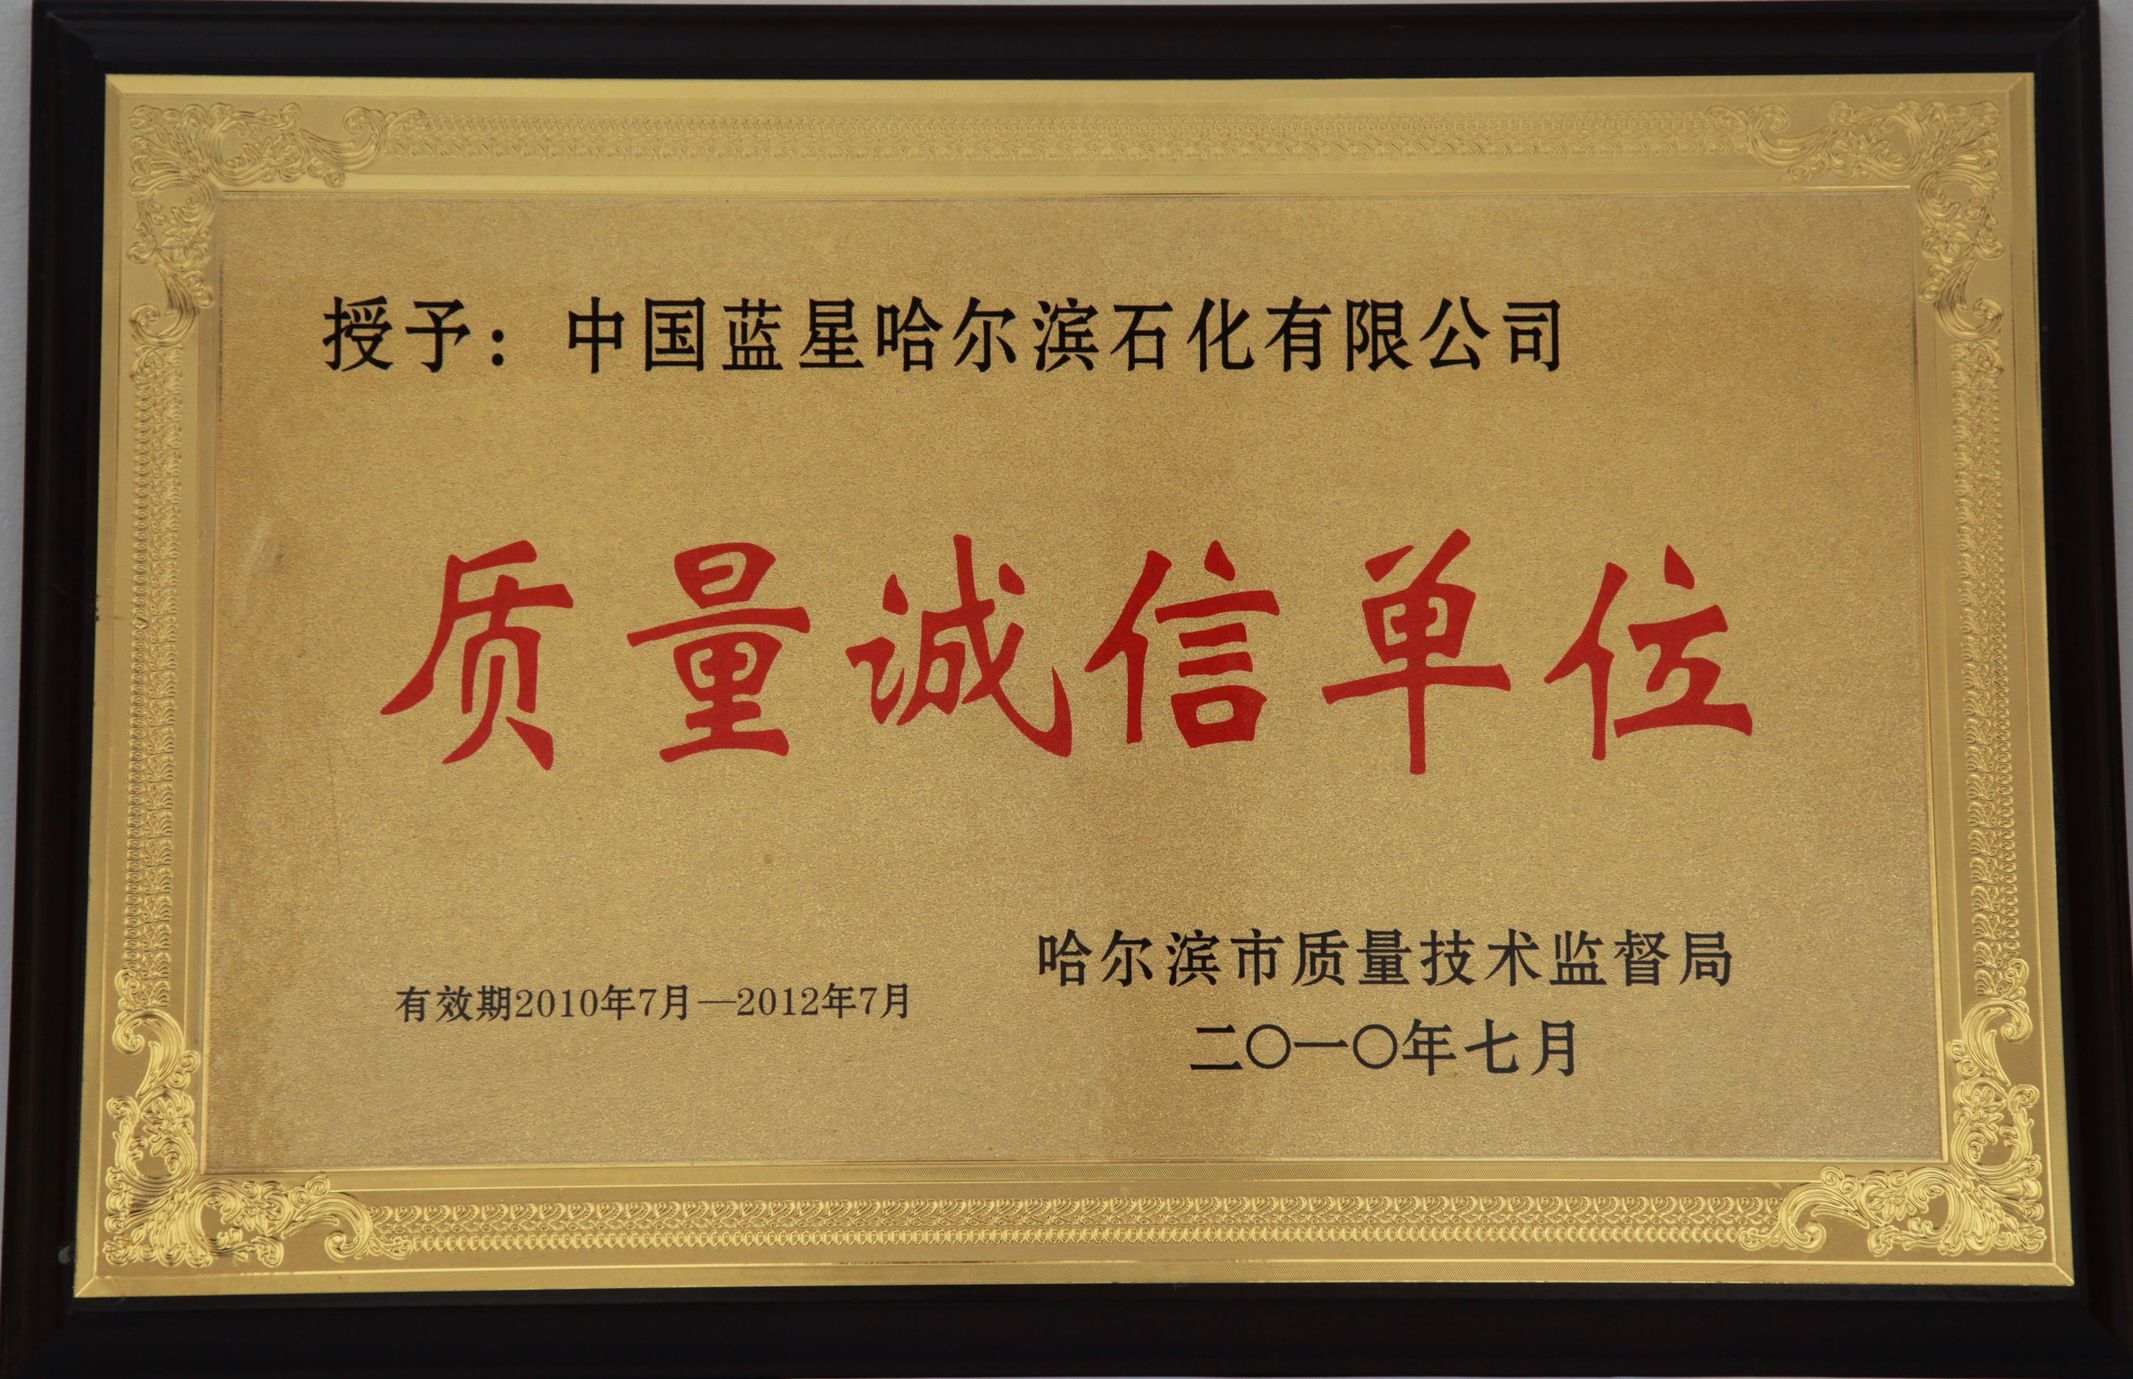 授予：中国蓝星哈尔滨石化有限公司
质量诚信单位
哈尔滨市质量技术监督局
有效期2010年7月—2012年7月
二〇一〇年七月